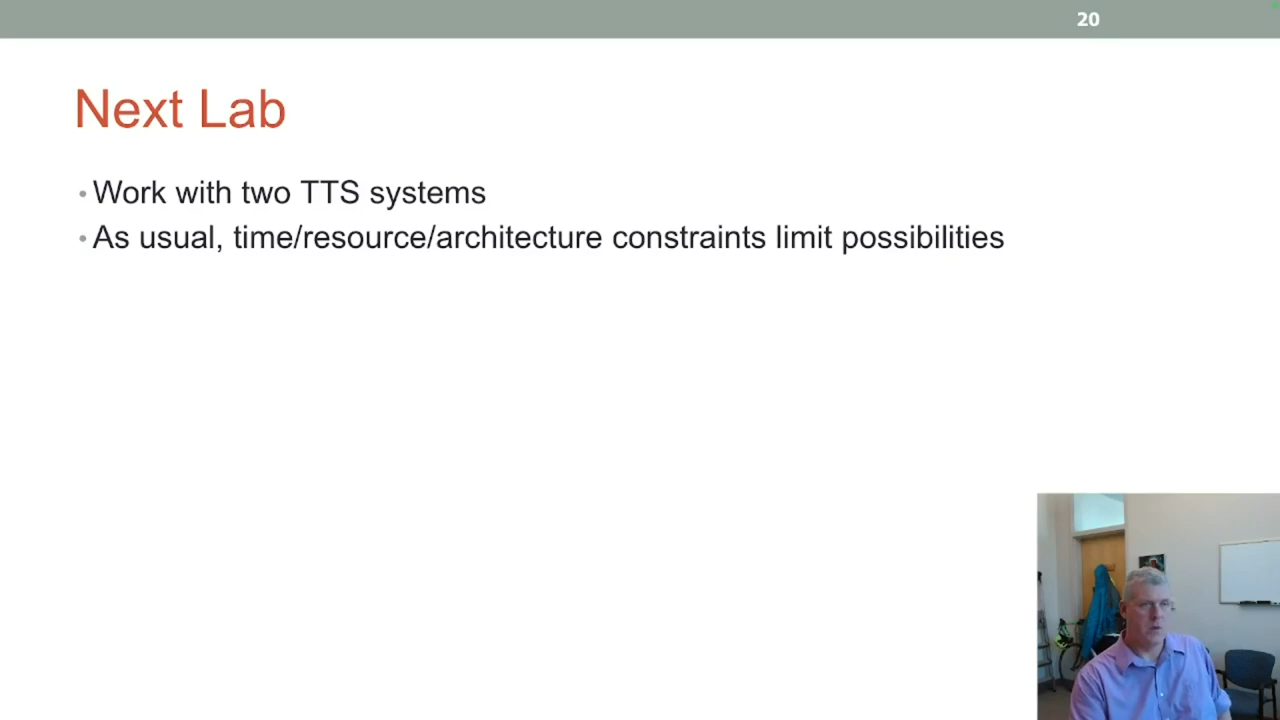 20
Next Lab
• Work with two TTS systems
• As usual, time/resource/architecture constraints limit possibilities